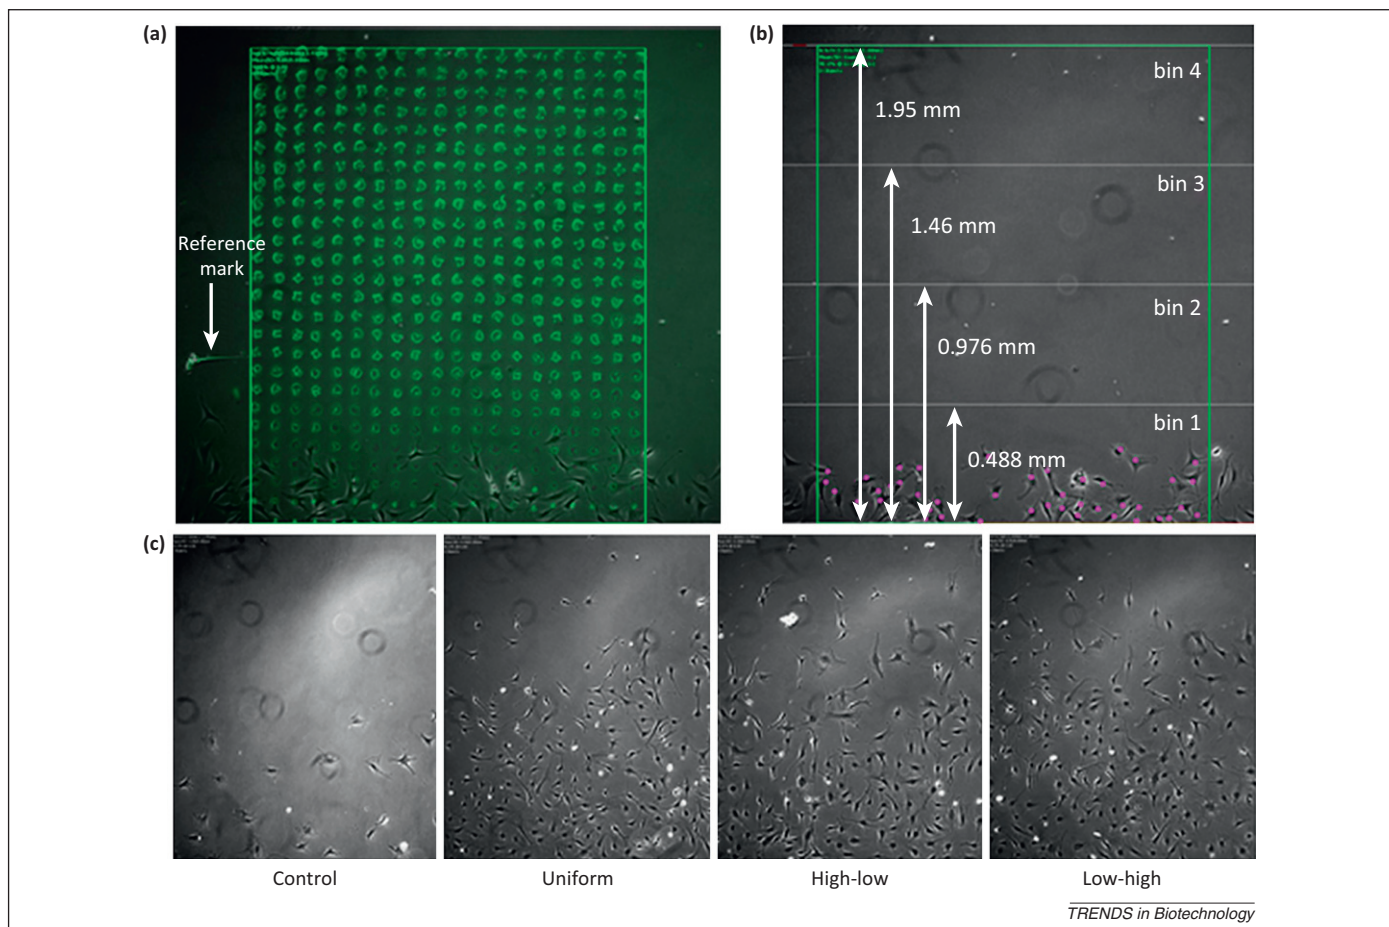 (a)
Reference
mark
(b)
bin 4
1.95 mm
bin 3
1.46 mm
bin 2
0.976 mm
bin 1
0.488 mm
(c)
Control
Uniform
High-low
Low-high
TRENDS in Biotechnology